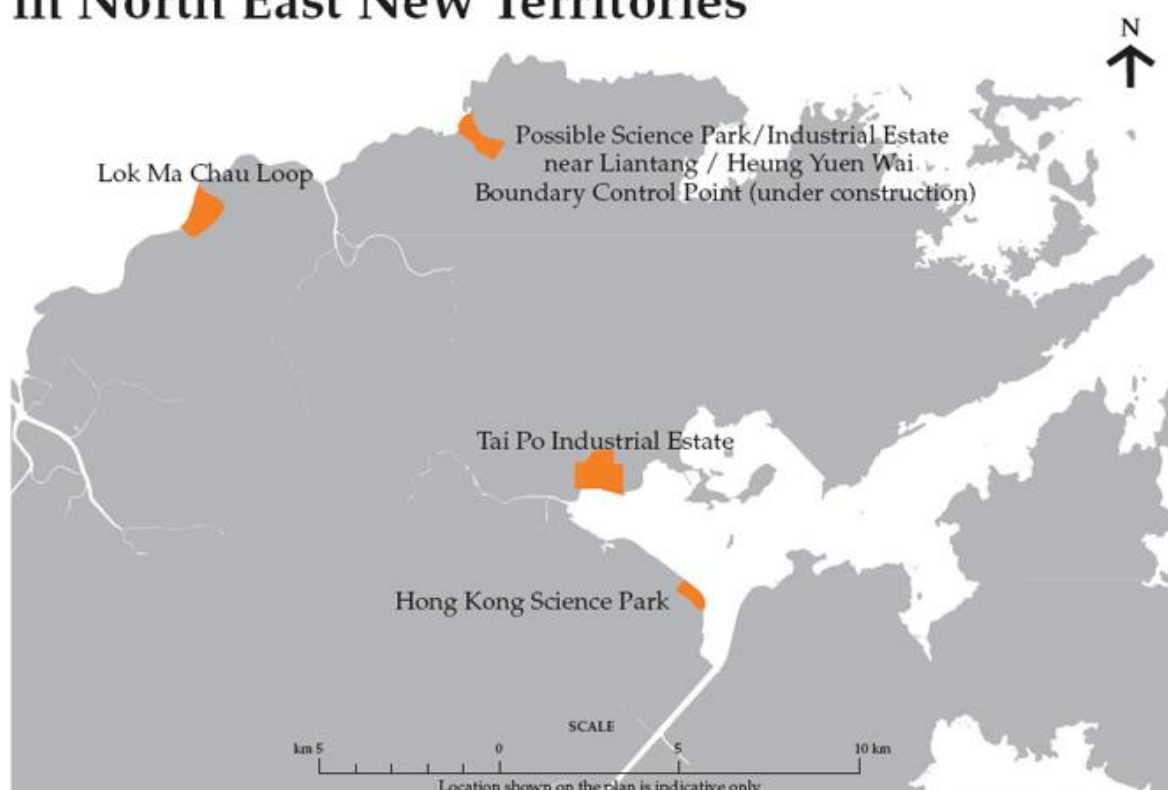 in North East New Territories
N
Possible Science Park/Industrial Estate
near Liantang / Heung Yuen Wai
Boundary Control Point (under construction)
Lok Ma Chau Loop
Tai Po Industrial Estate
Hong Kong Science Park
SCALE
km 5 0 5 10 km
Location shown on the plan is indicative only